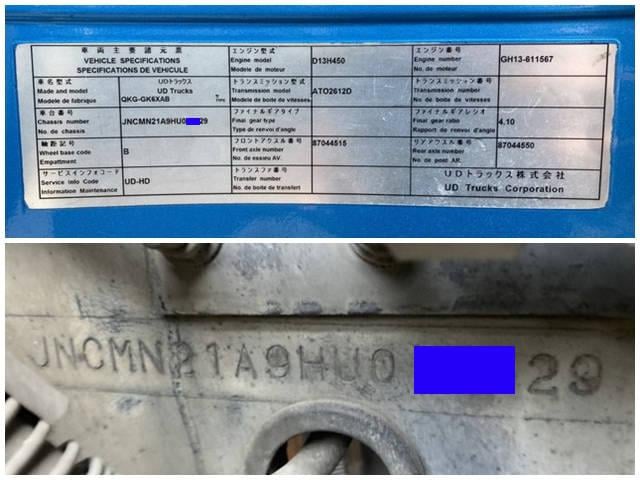 車両主要諸元表
VEHICLE SPECIFICATIONS
SPECIFICATIONS DE VEHICULE
エンジン型式
Engine model
Modele de moteur
D13H450
エンジン番号
Engine number
No. de moteur
GH13-611567
車名型式
Made and model
Modele de fabrique
UDトラックス
UD Trucks
QKG-GK6XAB
TYPE
トランスミッション型式
Transmission model
Modele de boite de vitesses
ATO2612D
トランスミッション番号
Transmission number
No. de boite de vitesses
車台番号
Chassis number
No. de chassis
JNCMN21A9HU0 29
ファイナルギアタイプ
Final gear type
Type de renvoi d'angle
ファイナルギアレシオ
Final gear ratio
Rapport de renvoi d'angle
4.10
軸距記号
Wheel base code
Empattment
B
フロントアクスル番号
Front axle number
No. de essieu AV.
87044515
リアアクスル番号
Rear axle number
No. de pont AR.
87044550
サービスインフォコード
Service Info Code
Information Maintenance
UD-HD
トランスファ番号
Transfer number
No. de boite de transfert
UDトラックス株式会社
UD Trucks Corporation
JNCMN21A9HU0 29